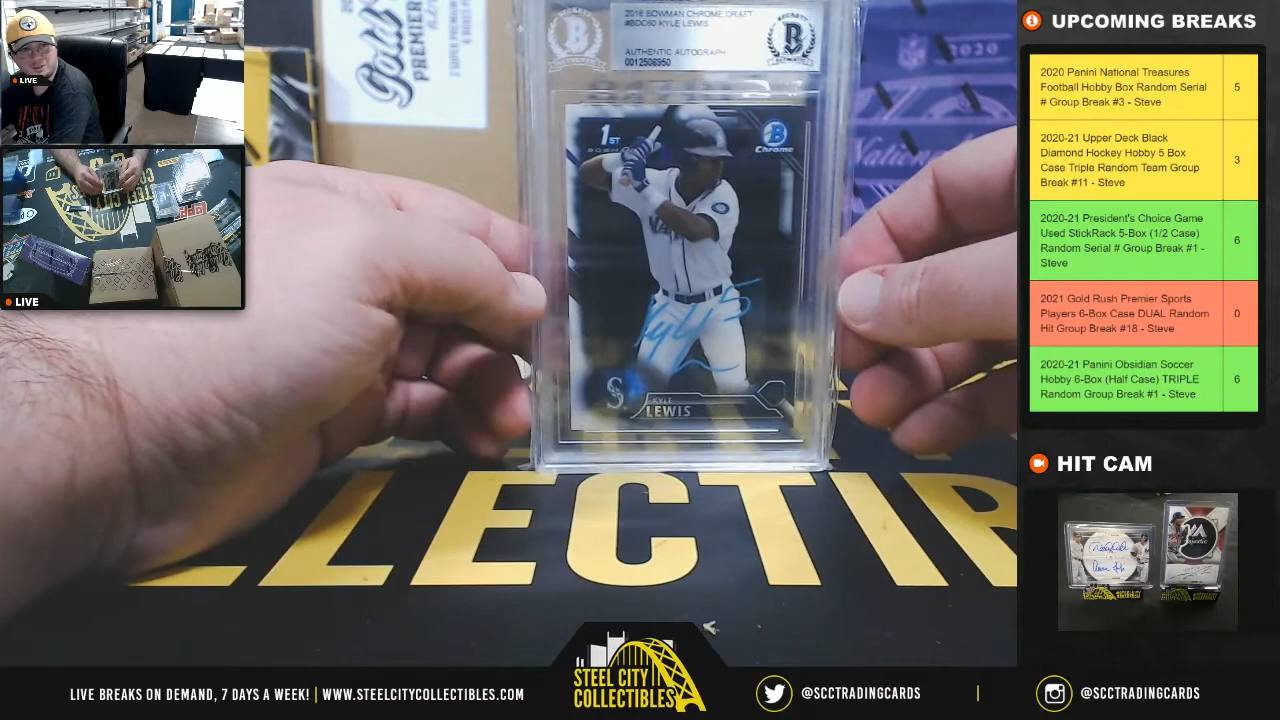 LIVE
LIVE
Gold
PREMIER
2016 BOWMAN CHROME DRAFT
#BDC60 KYLE LEWIS
AUTHENTIC AUTOGRAPH
0012506950
B
1ST
B
Chrome
KYLE
LEWIS
NFL
2020
National
LLECTIB
UPCOMING BREAKS
2020 Panini National Treasures
Football Hobby Box Random Serial
# Group Break #3 - Steve
5
2020-21 Upper Deck Black
Diamond Hockey Hobby 5 Box
Case Triple Random Team Group
Break #11 - Steve
3
2020-21 President's Choice Game
Used StickRack 5-Box (1/2 Case)
Random Serial # Group Break #1 -
Steve
6
2021 Gold Rush Premier Sports
Players 6-Box Case DUAL Random
Hit Group Break #18 - Steve
0
2020-21 Panini Obsidian Soccer
Hobby 6-Box (Half Case) TRIPLE
Random Group Break #1 - Steve
6
HIT CAM
LIVE BREAKS ON DEMAND, 7 DAYS A WEEK! | WWW.STEELCITYCOLLECTIBLES.COM
STEEL CITY
COLLECTIBLES
@SCCTRADINGCARDS
@SCCTRADINGCARDS